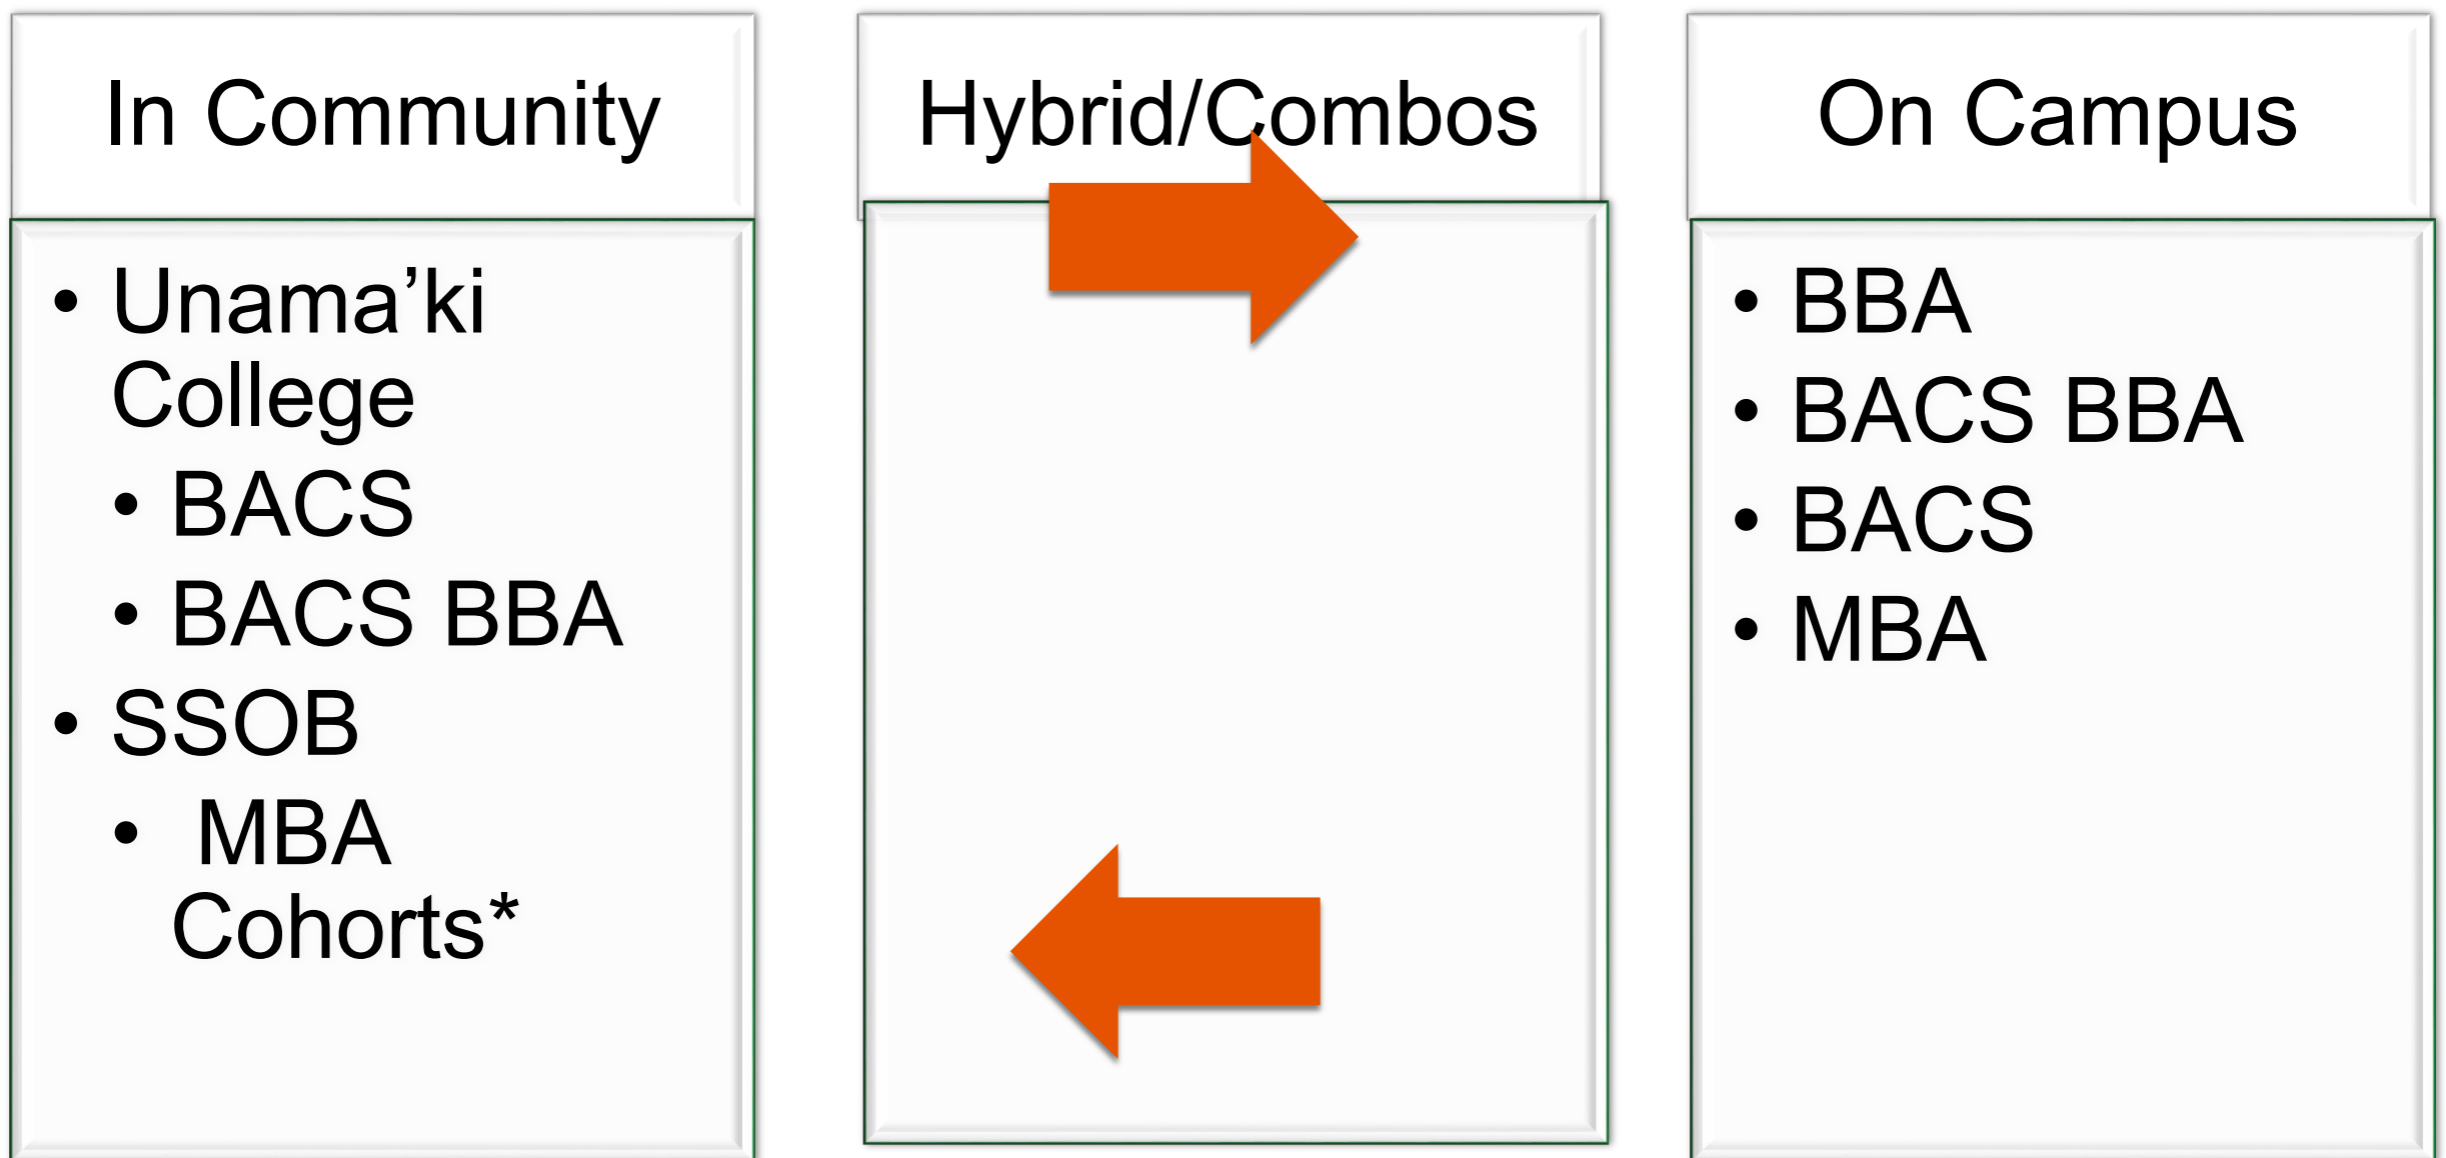 In Community
• Unama’ki
College
• BACS
• BACS BBA
• SSOB
• MBA
Cohorts*
Hybrid/Combos
On Campus
• BBA
• BACS BBA
• BACS
• MBA